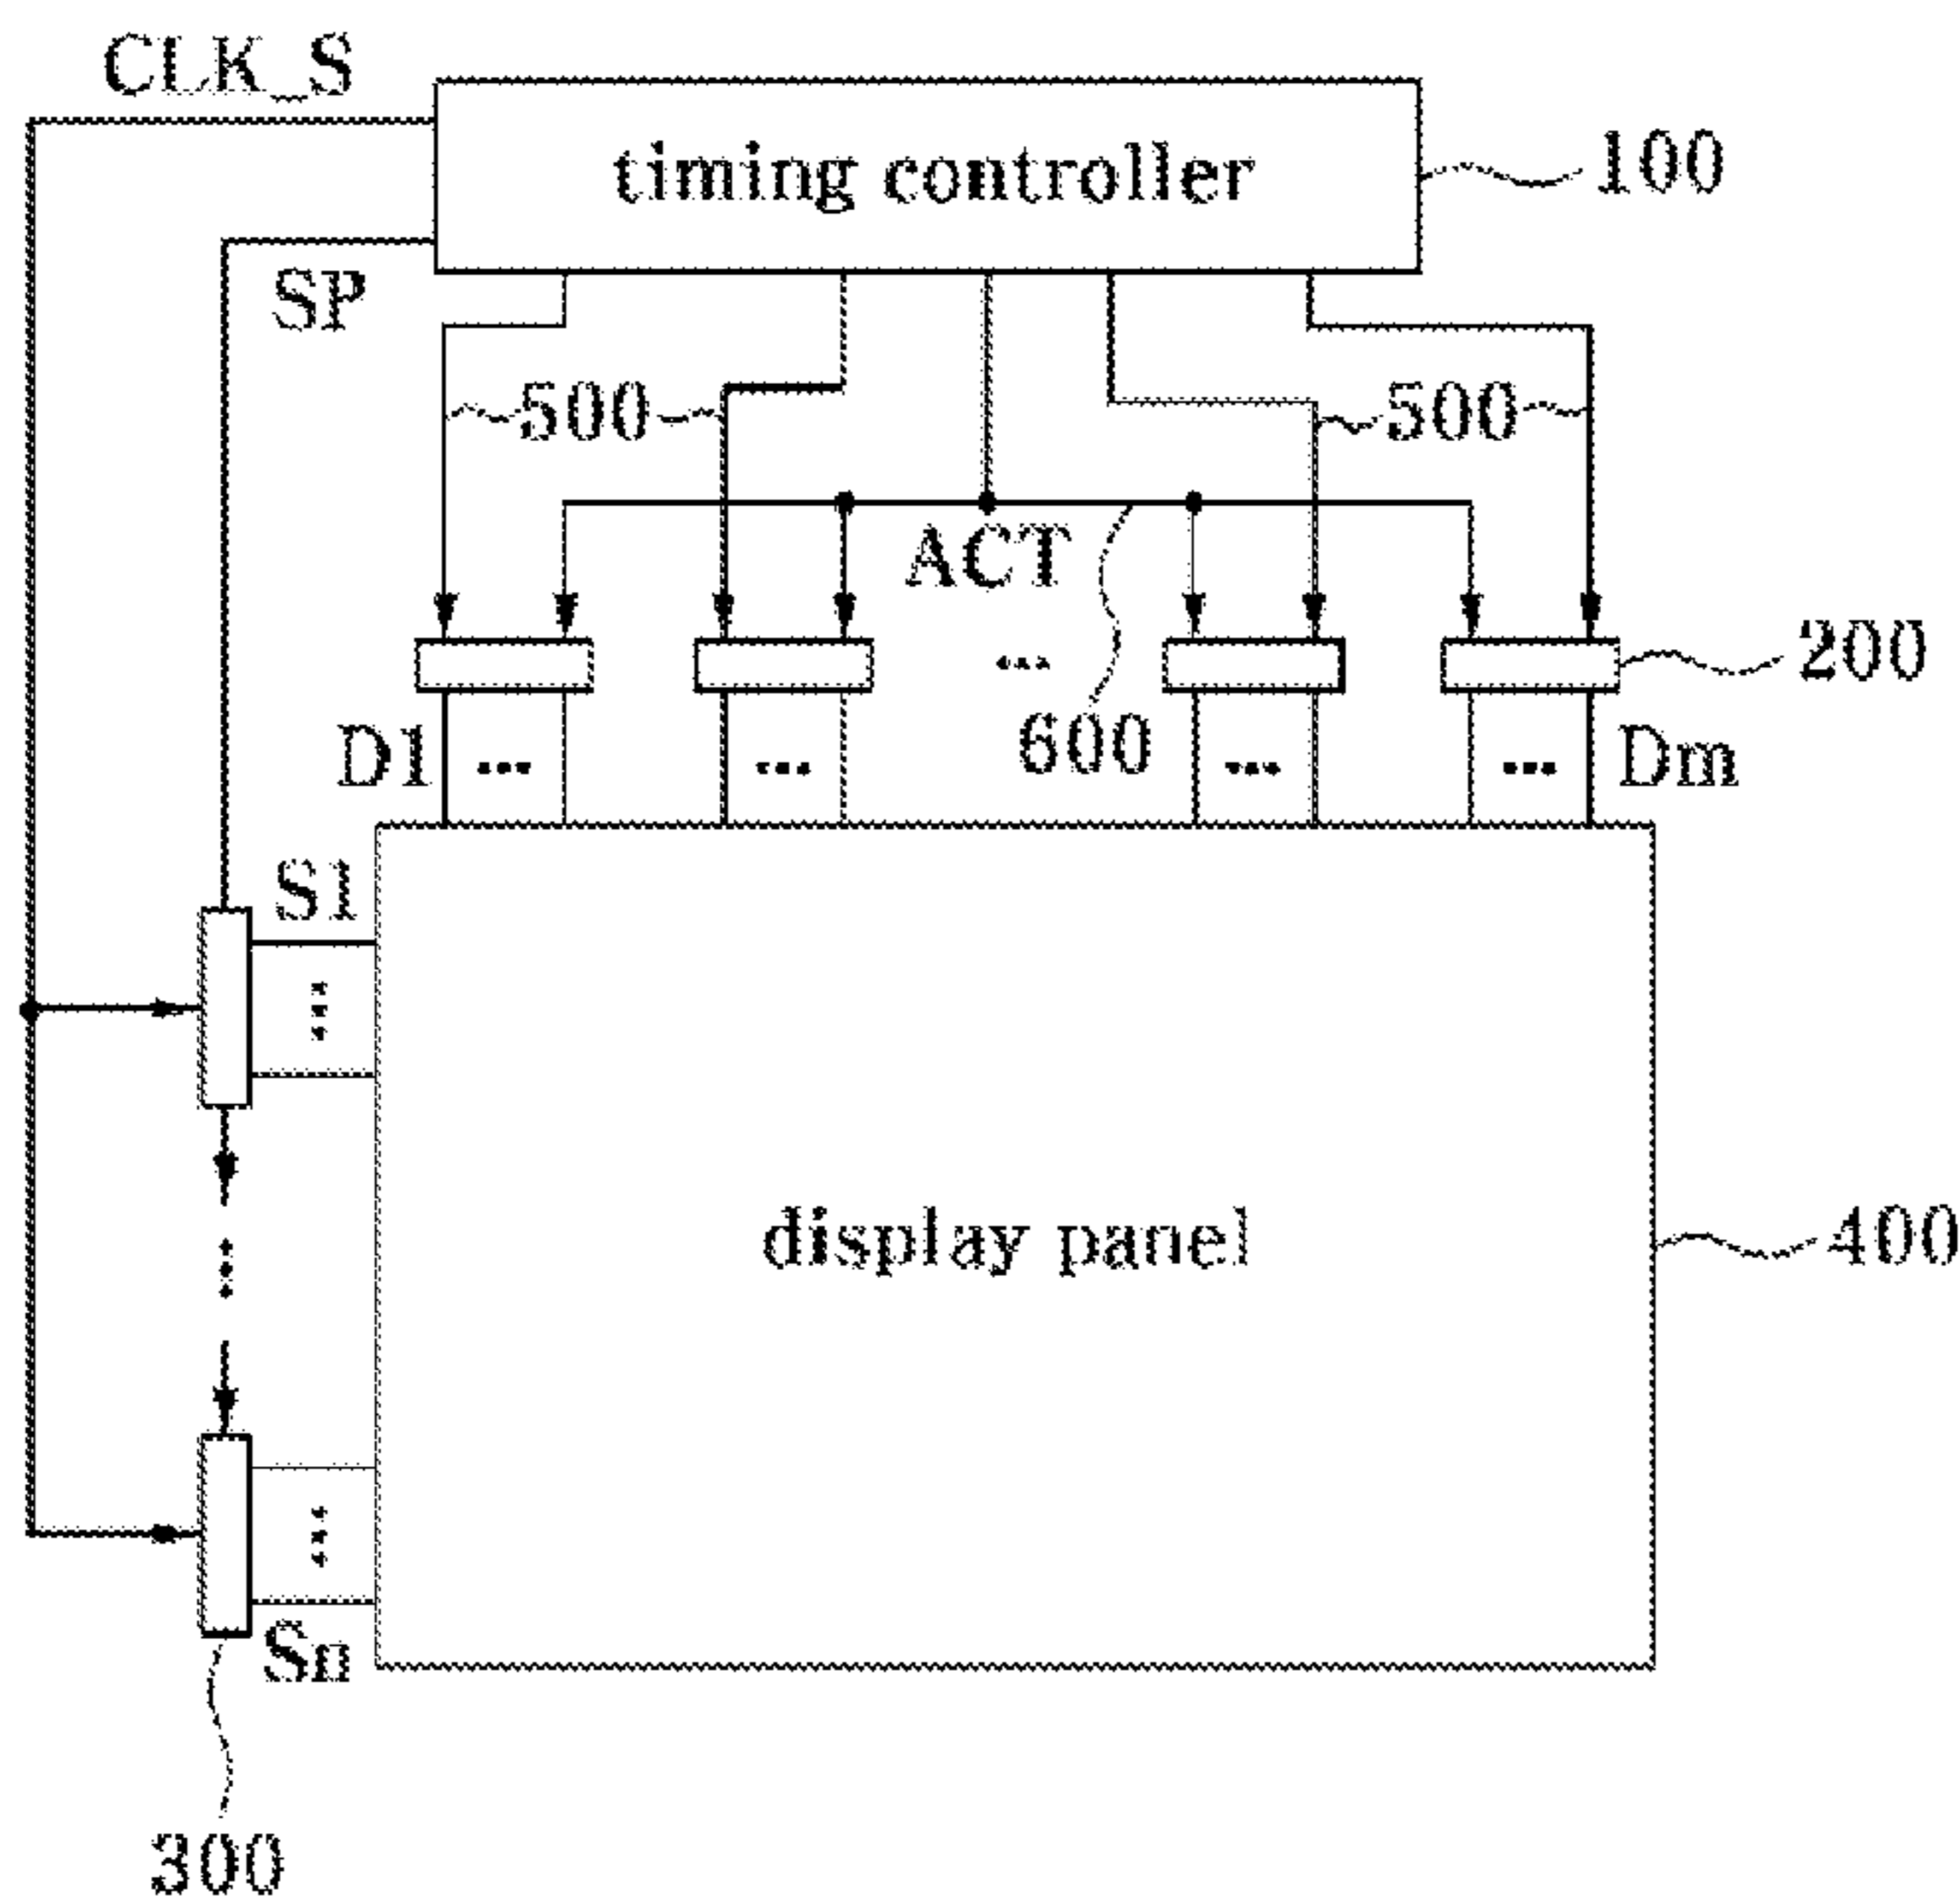 CLK_S
timing controller
100
SP
500
500
ACT
200
D1
...
...
600
...
...
Dm
S1
display panel
400
Sn
300